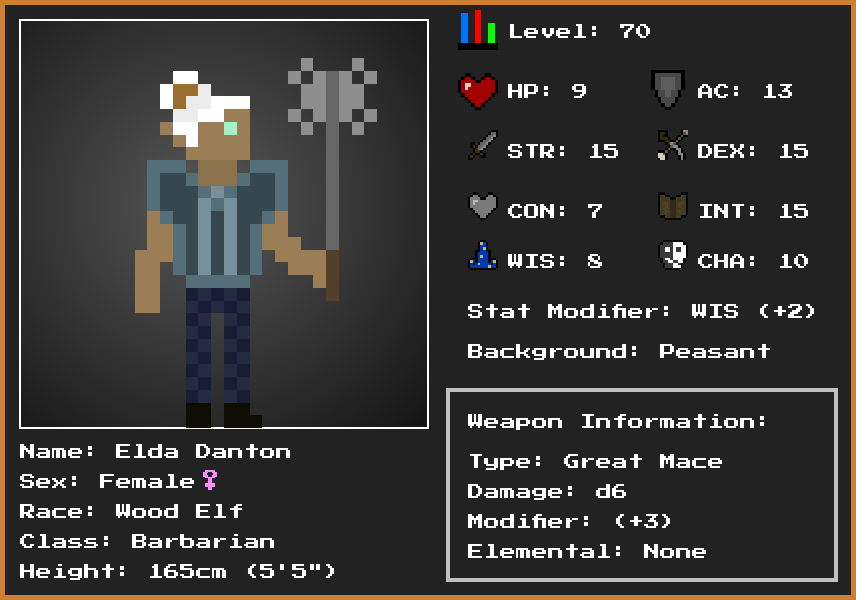 Level: 70
HP: 9
AC: 13
STR: 15
DEX: 15
CON: 7
INT: 15
WIS: 8
CHA: 10
Stat Modifier: WIS (+2)
Background: Peasant
Name: Elda Danton
Sex: Female♀
Race: Wood Elf
Class: Barbarian
Height: 165cm (5'5")
Weapon Information:
Type: Great Mace
Damage: d6
Modifier: (+3)
Elemental: None